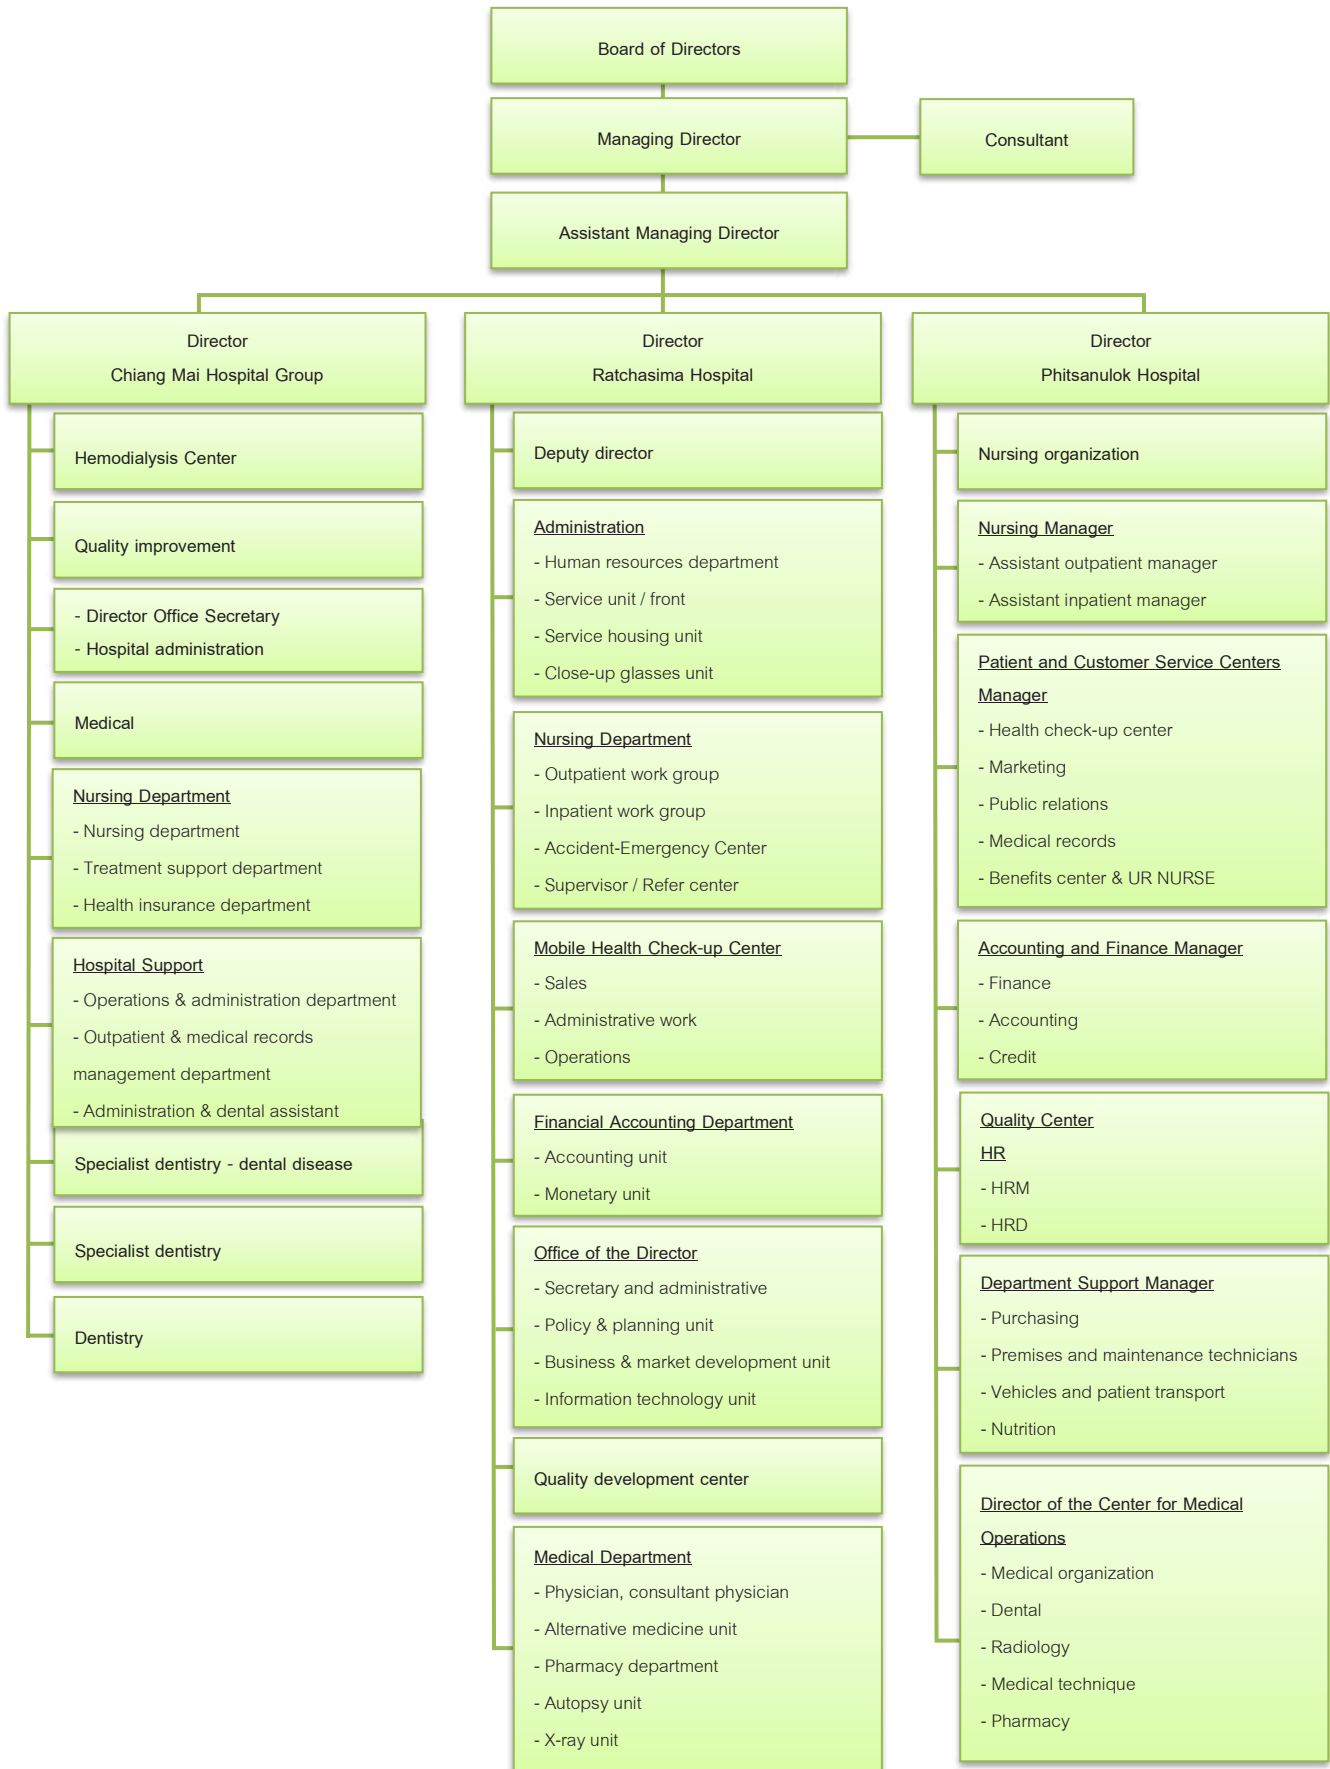 Board of Directors
Managing Director
Consultant
Assistant Managing Director
Director
Chiang Mai Hospital Group
Hemodialysis Center
Quality improvement
- Director Office Secretary
- Hospital administration
Medical
Nursing Department
- Nursing department
- Treatment support department
- Health insurance department
Hospital Support
- Operations & administration department
- Outpatient & medical records
management department
- Administration & dental assistant
Specialist dentistry - dental disease
Specialist dentistry
Dentistry
Director
Ratchasima Hospital
Deputy director
Administration
- Human resources department
- Service unit / front
- Service housing unit
- Close-up glasses unit
Nursing Department
- Outpatient work group
- Inpatient work group
- Accident-Emergency Center
- Supervisor / Refer center
Mobile Health Check-up Center
- Sales
- Administrative work
- Operations
Financial Accounting Department
- Accounting unit
- Monetary unit
Office of the Director
- Secretary and administrative
- Policy & planning unit
- Business & market development unit
- Information technology unit
Quality development center
Medical Department
- Physician, consultant physician
- Alternative medicine unit
- Pharmacy department
- Autopsy unit
- X-ray unit
Director
Phitsanulok Hospital
Nursing organization
Nursing Manager
- Assistant outpatient manager
- Assistant inpatient manager
Patient and Customer Service Centers
Manager
- Health check-up center
- Marketing
- Public relations
- Medical records
- Benefits center & UR NURSE
Accounting and Finance Manager
- Finance
- Accounting
- Credit
Quality Center
HR
- HRM
- HRD
Department Support Manager
- Purchasing
- Premises and maintenance technicians
- Vehicles and patient transport
- Nutrition
Director of the Center for Medical
Operations
- Medical organization
- Dental
- Radiology
- Medical technique
- Pharmacy